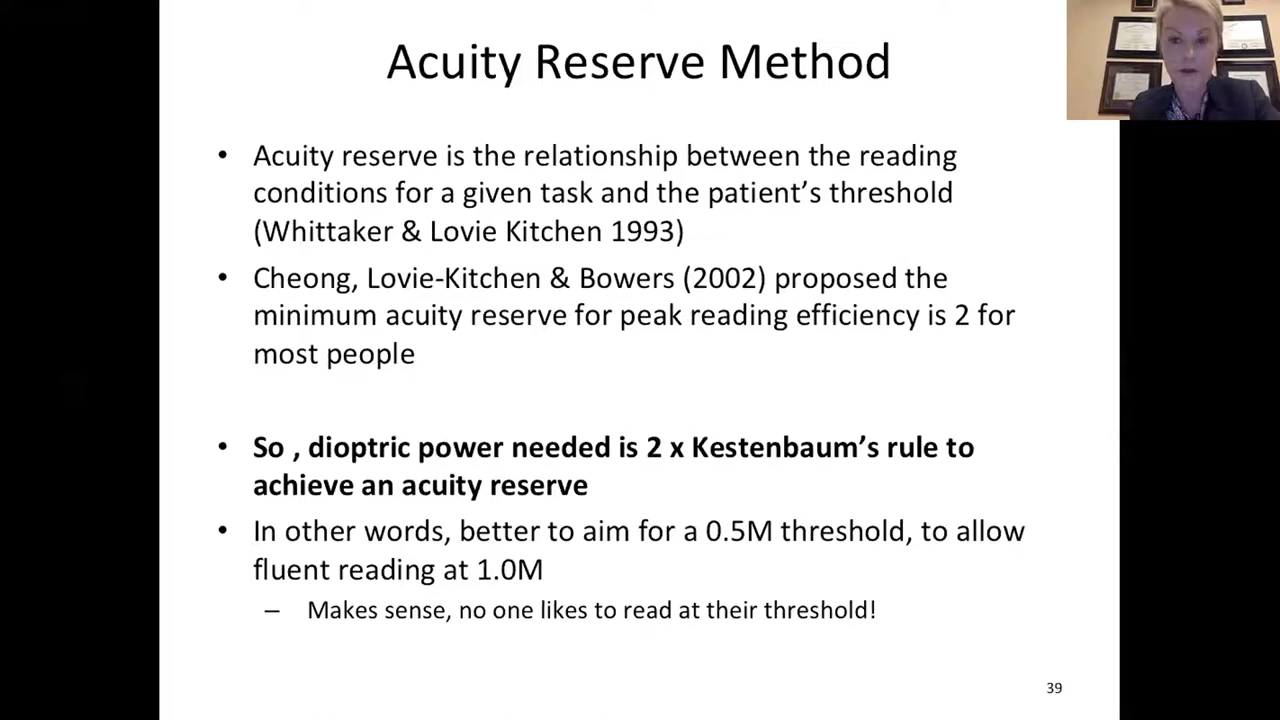 Acuity Reserve Method
• Acuity reserve is the relationship between the reading
conditions for a given task and the patient’s threshold
(Whittaker & Lovie Kitchen 1993)
• Cheong, Lovie-Kitchen & Bowers (2002) proposed the
minimum acuity reserve for peak reading efficiency is 2 for
most people
• So , dioptric power needed is 2 x Kestenbaum’s rule to
achieve an acuity reserve
• In other words, better to aim for a 0.5M threshold, to allow
fluent reading at 1.0M
– Makes sense, no one likes to read at their threshold!
39